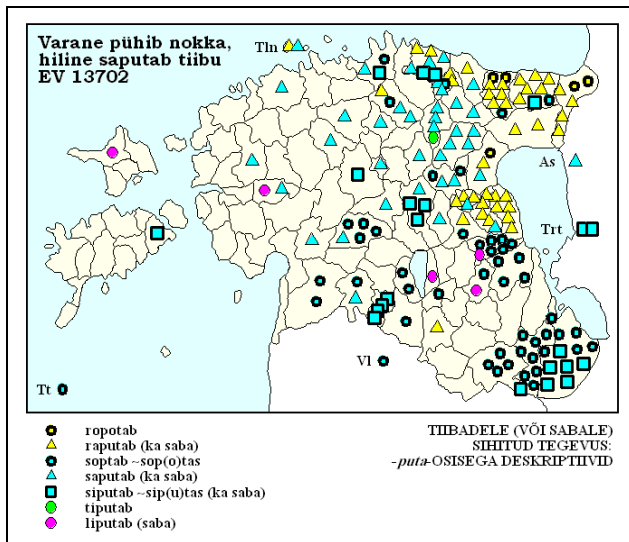 Varane pühib nokka,
hiline saputab tiibu
EV 13702
Tln
As
Trt
Vl
Tt
ropotab
raputab (ka saba)
soptab ~sop(o)tas
saputab (ka saba)
siputab ~sip(u)tas (ka saba)
tiputab
liputab (saba)
TIIBADELE (VÕI SABALE)
SIHITUD TEGEVUS:
-puta-OSISEGA DESKRIPTIIVID